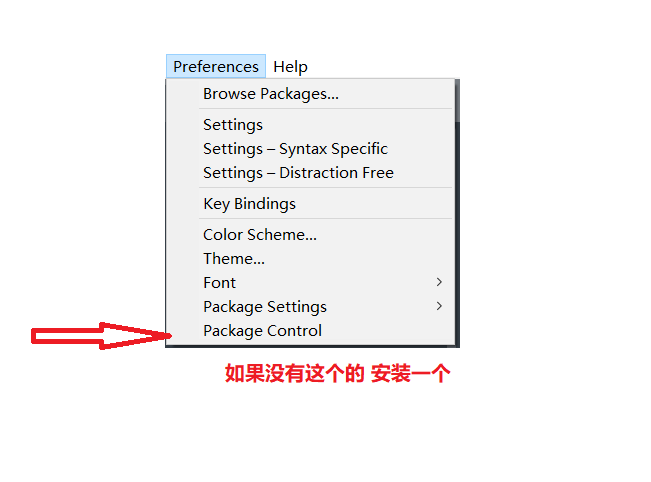 Preferences Help
Browse Packages...
Settings
Settings – Syntax Specific
Settings – Distraction Free
Key Bindings
Color Scheme...
Theme...
Font
Package Settings
Package Control
如果没有这个的 安装一个